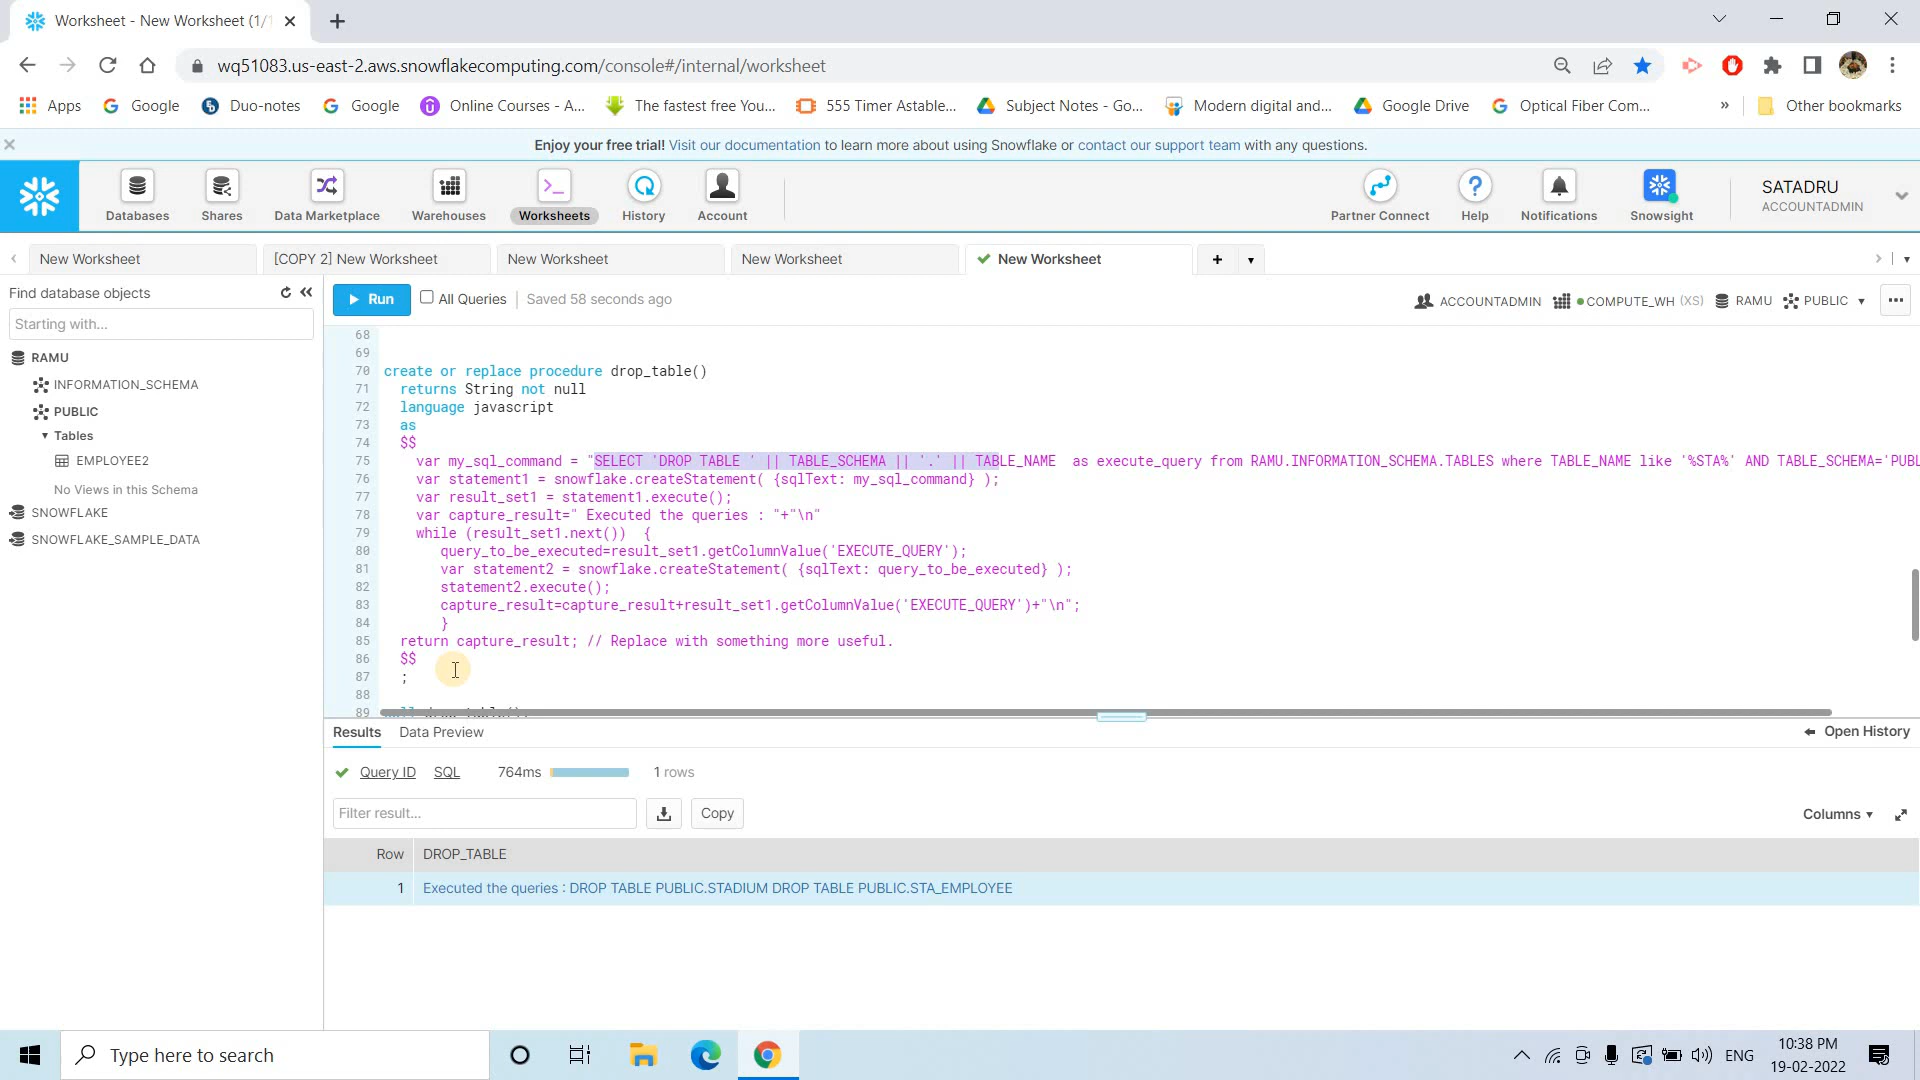 Worksheet - New Worksheet (1/1
wq51083.us-east-2.aws.snowflakecomputing.com/console#/internal/worksheet
Apps Google Duo-notes Google Online Courses - A... The fastest free You... 555 Timer Astable... Subject Notes - Go... Modern digital and... Google Drive Optical Fiber Com... » Other bookmarks
Enjoy your free trial! Visit our documentation to learn more about using Snowflake or contact our support team with any questions.
Databases Shares Data Marketplace Warehouses Worksheets History Account Partner Connect Help Notifications Snowsight
SATADRU
ACCOUNTADMIN
New Worksheet [COPY 2] New Worksheet New Worksheet New Worksheet New Worksheet
Find database objects
Starting with...
RAMU
INFORMATION_SCHEMA
PUBLIC
Tables
EMPLOYEE2
No Views in this Schema
SNOWFLAKE
SNOWFLAKE_SAMPLE_DATA
Run All Queries Saved 58 seconds ago ACCOUNTADMIN COMPUTE_WH (XS) RAMU PUBLIC
68
69
70 create or replace procedure drop_table()
71 returns String not null
72 language javascript
73 as
74 $$
75 var my_sql_command = "SELECT 'DROP TABLE ' || TABLE_SCHEMA || '.' || TABLE_NAME as execute_query from RAMU.INFORMATION_SCHEMA.TABLES where TABLE_NAME like '%STA%' AND TABLE_SCHEMA='PUBL
76 var statement1 = snowflake.createStatement( {sqlText: my_sql_command} );
77 var result_set1 = statement1.execute();
78 var capture_result=" Executed the queries : "+"\n"
79 while (result_set1.next()) {
80 query_to_be_executed=result_set1.getColumnValue('EXECUTE_QUERY');
81 var statement2 = snowflake.createStatement( {sqlText: query_to_be_executed} );
82 statement2.execute();
83 capture_result=capture_result+result_set1.getColumnValue('EXECUTE_QUERY')+"\n";
84 }
85 return capture_result; // Replace with something more useful.
86 $$
87 ;
88
89
Results Data Preview Open History
Query ID SQL 764ms 1 rows
Filter result... Copy Columns
Row DROP_TABLE
1 Executed the queries : DROP TABLE PUBLIC.STADIUM DROP TABLE PUBLIC.STA_EMPLOYEE
Type here to search
ENG
10:38 PM
19-02-2022